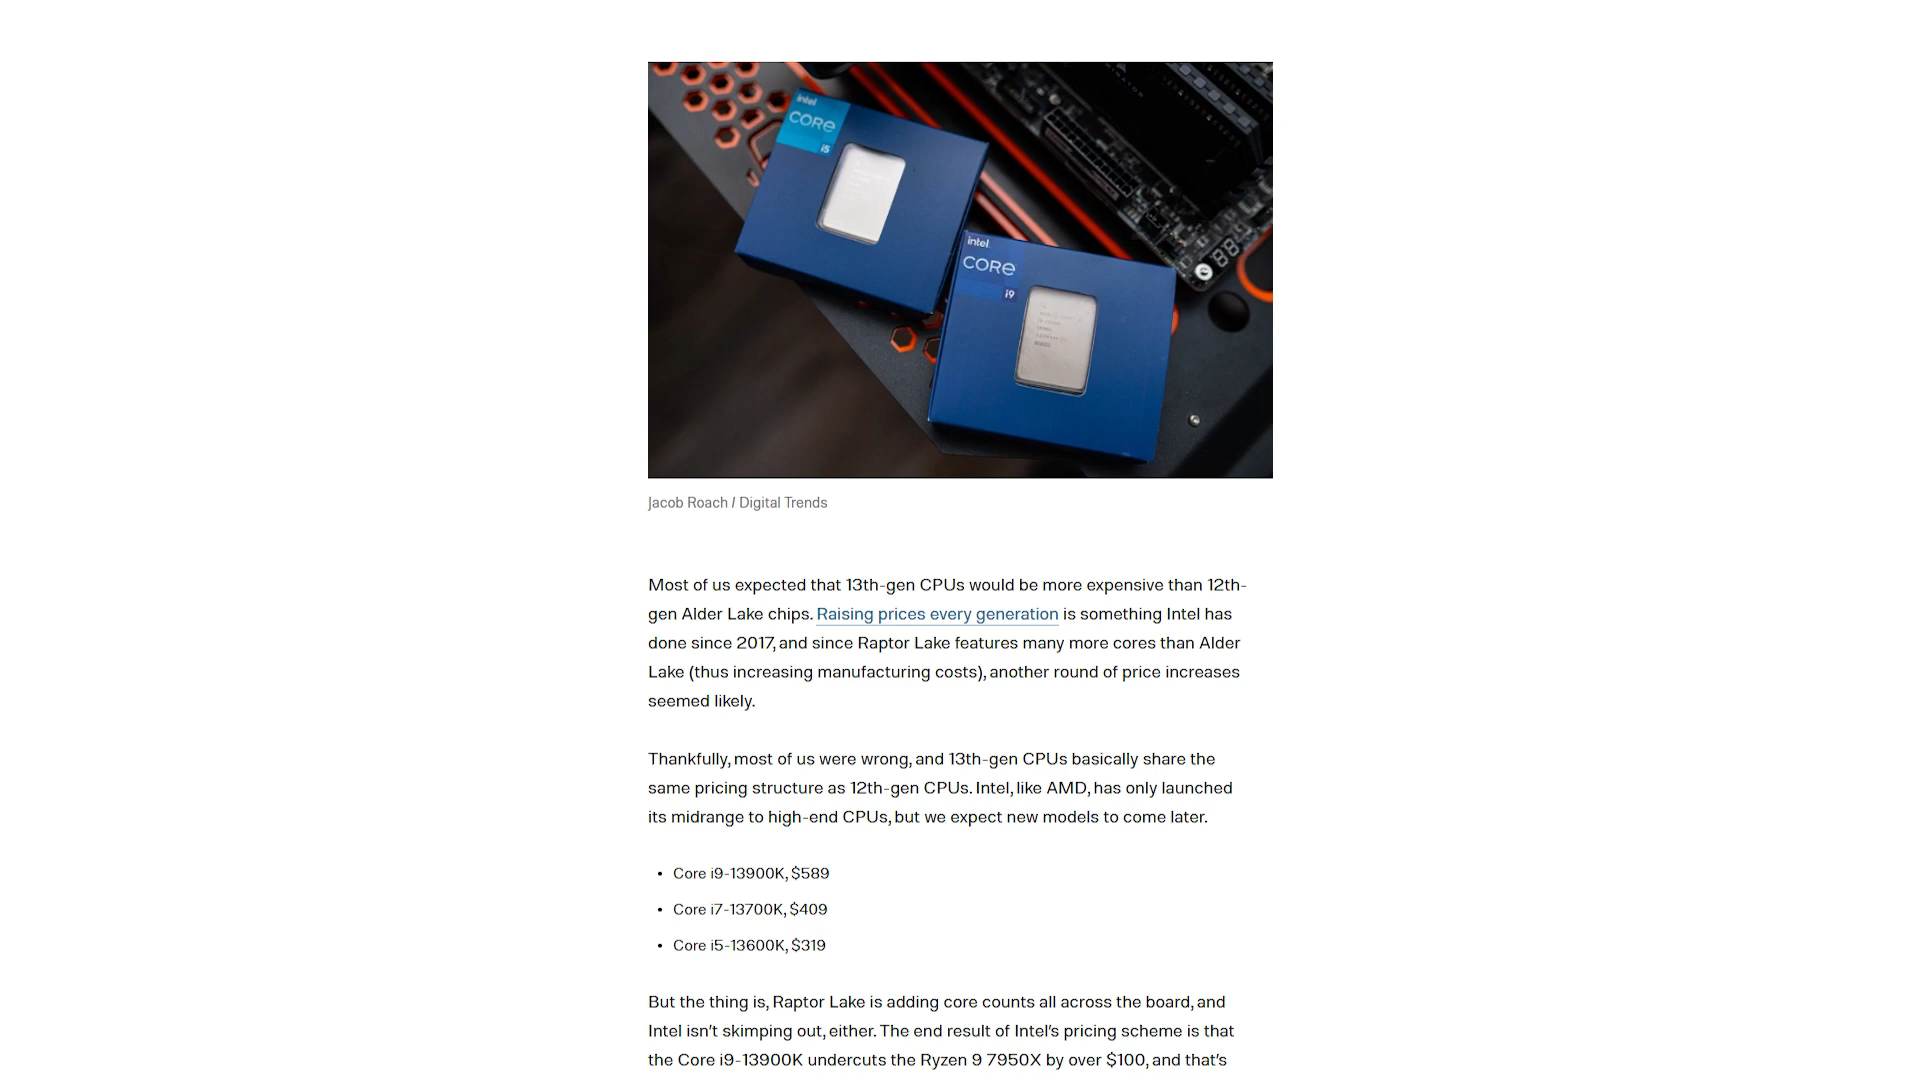 intel
CORE
i5
intel
CORE
i9
Jacob Roach / Digital Trends
Most of us expected that 13th-gen CPUs would be more expensive than 12th-
gen Alder Lake chips. Raising prices every generation is something Intel has
done since 2017, and since Raptor Lake features many more cores than Alder
Lake (thus increasing manufacturing costs), another round of price increases
seemed likely.
Thankfully, most of us were wrong, and 13th-gen CPUs basically share the
same pricing structure as 12th-gen CPUs. Intel, like AMD, has only launched
its midrange to high-end CPUs, but we expect new models to come later.
• Core i9-13900K, $589
• Core i7-13700K, $409
• Core i5-13600K, $319
But the thing is, Raptor Lake is adding core counts all across the board, and
Intel isn't skimping out, either. The end result of Intel's pricing scheme is that
the Core i9-13900K undercuts the Ryzen 9 7950X by over $100, and that's